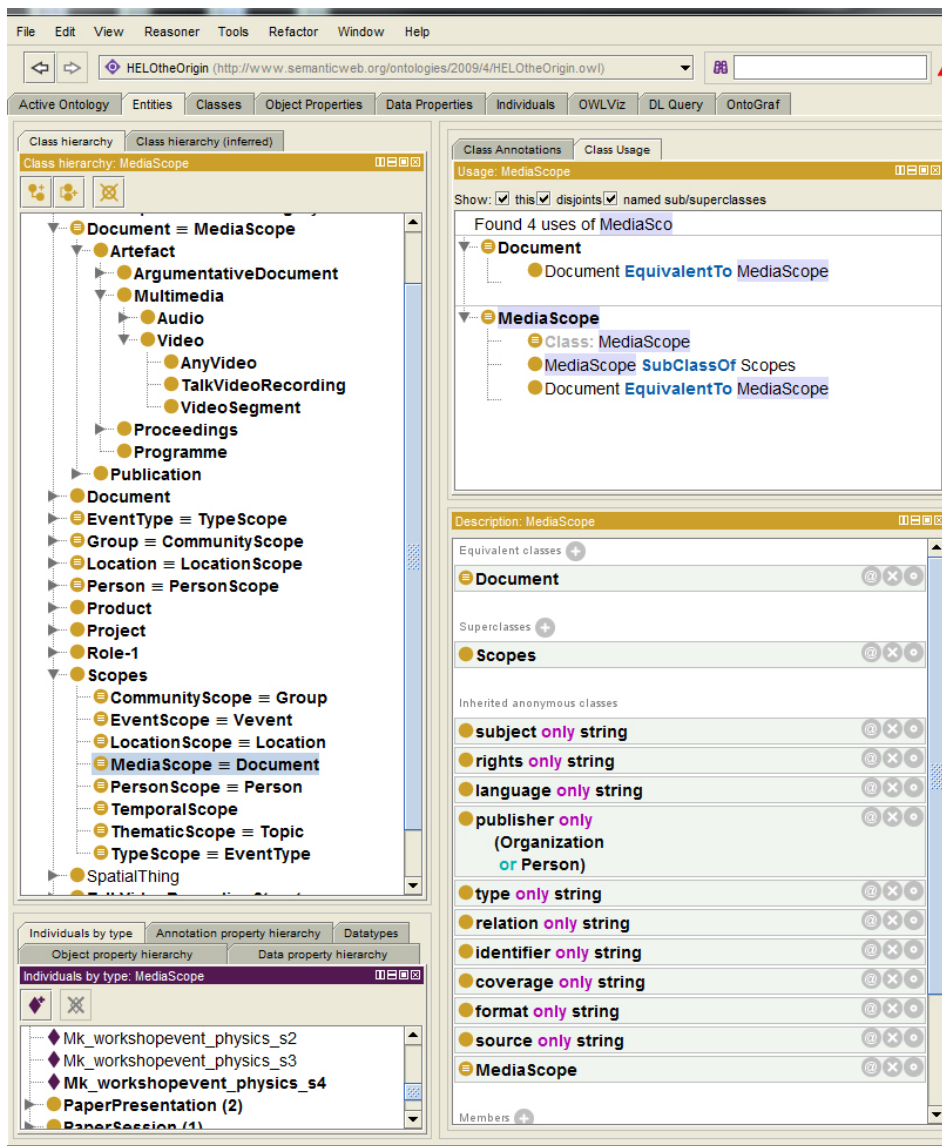 File Edit View Reasoner Tools Refactor Window Help
HELOtheOrigin (http://www.semanticweb.org/ontologies/2009/4/HELOtheOrigin.owl)
Active Ontology Entities Classes Object Properties Data Properties Individuals OWLViz DL Query OntoGraf
Class hierarchy Class hierarchy (inferred)
Class hierarchy: MediaScope
Document ≡ MediaScope
Artefact
ArgumentativeDocument
Multimedia
Audio
Video
AnyVideo
TalkVideoRecording
VideoSegment
Proceedings
Programme
Publication
Document
EventType ≡ TypeScope
Group ≡ CommunityScope
Location ≡ LocationScope
Person ≡ PersonScope
Product
Project
Role-1
Scopes
CommunityScope ≡ Group
EventScope ≡ Vevent
LocationScope ≡ Location
MediaScope ≡ Document
PersonScope ≡ Person
TemporalScope
ThematicScope ≡ Topic
TypeScope ≡ EventType
SpatialThing
Individuals by type Annotation property hierarchy Datatypes
Object property hierarchy Data property hierarchy
Individuals by type: MediaScope
Mk_workshopevent_physics_s2
Mk_workshopevent_physics_s3
Mk_workshopevent_physics_s4
PaperPresentation (2)
PaperSession (1)
Class Annotations Class Usage
Usage: MediaScope
Show: this disjoints named sub/superclasses
Found 4 uses of MediaSco
Document
Document EquivalentTo MediaScope
MediaScope
Class: MediaScope
MediaScope SubClassOf Scopes
Document EquivalentTo MediaScope
Description: MediaScope
Equivalent classes
Document
Superclasses
Scopes
Inherited anonymous classes
subject only string
rights only string
language only string
publisher only
(Organization
or Person)
type only string
relation only string
identifier only string
coverage only string
format only string
source only string
MediaScope
Members